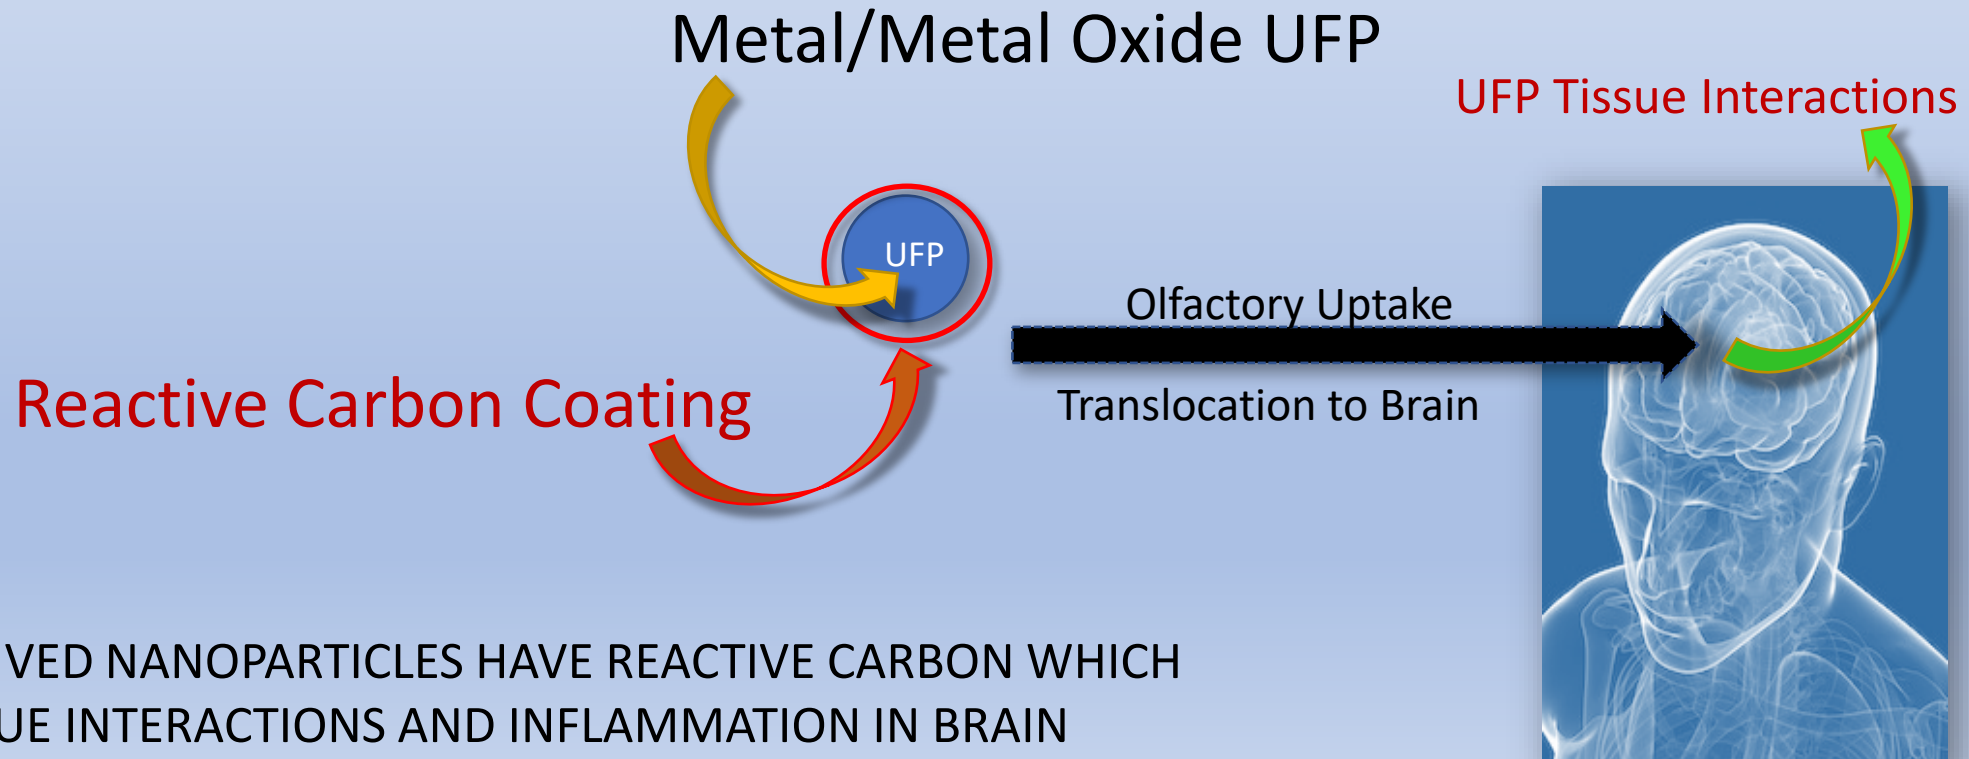 Metal/Metal Oxide UFP
UFP Tissue Interactions
UFP
Olfactory Uptake
Reactive Carbon Coating
Translocation to Brain
VED NANOPARTICLES HAVE REACTIVE CARBON WHICH
UE INTERACTIONS AND INFLAMMATION IN BRAIN